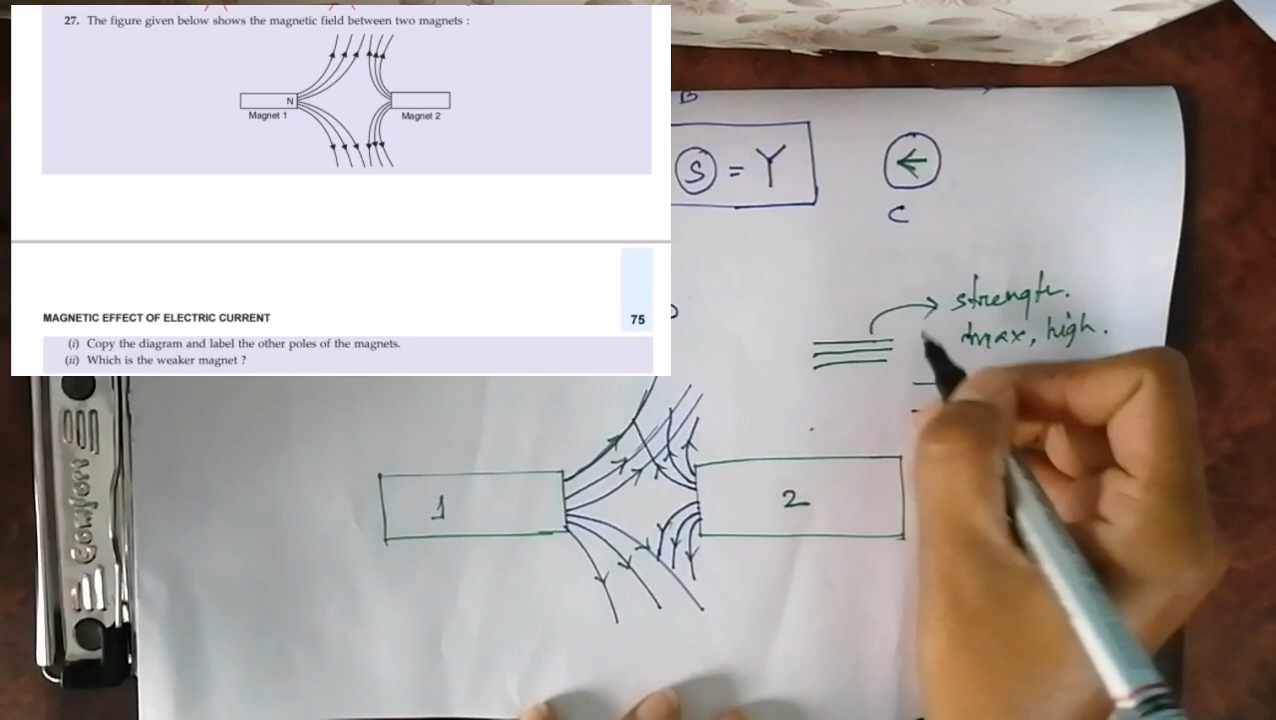 27. The figure given below shows the magnetic field between two magnets :
N
Magnet 1
Magnet 2
75
MAGNETIC EFFECT OF ELECTRIC CURRENT
(i) Copy the diagram and label the other poles of the magnets.
(ii) Which is the weaker magnet ?
B
S = Y
C
strength.
max, high.
1
2